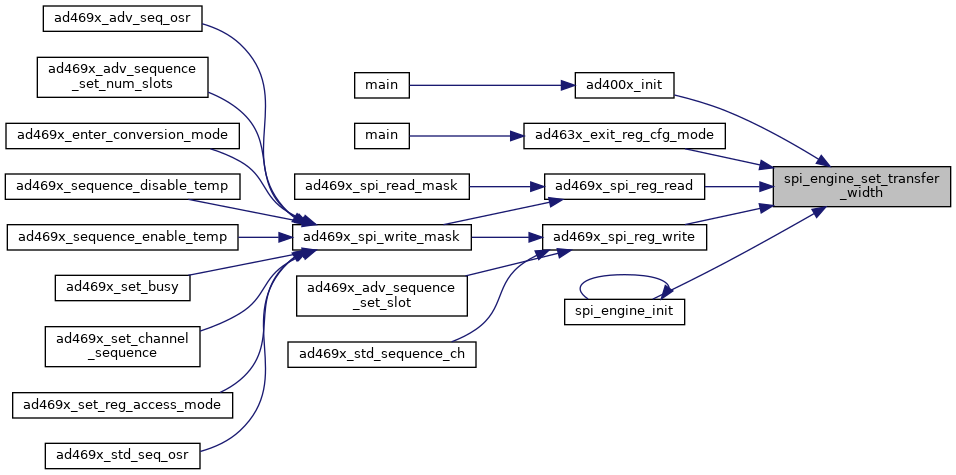 ad469x_adv_seq_osr
ad469x_adv_sequence
_set_num_slots
ad469x_enter_conversion_mode
ad469x_sequence_disable_temp
ad469x_sequence_enable_temp
ad469x_set_busy
ad469x_set_channel
_sequence
ad469x_set_reg_access_mode
ad469x_std_seq_osr
main
main
ad469x_spi_read_mask
ad469x_spi_write_mask
ad469x_adv_sequence
_set_slot
ad469x_std_sequence_ch
ad400x_init
ad463x_exit_reg_cfg_mode
ad469x_spi_reg_read
ad469x_spi_reg_write
spi_engine_init
spi_engine_set_transfer
_width